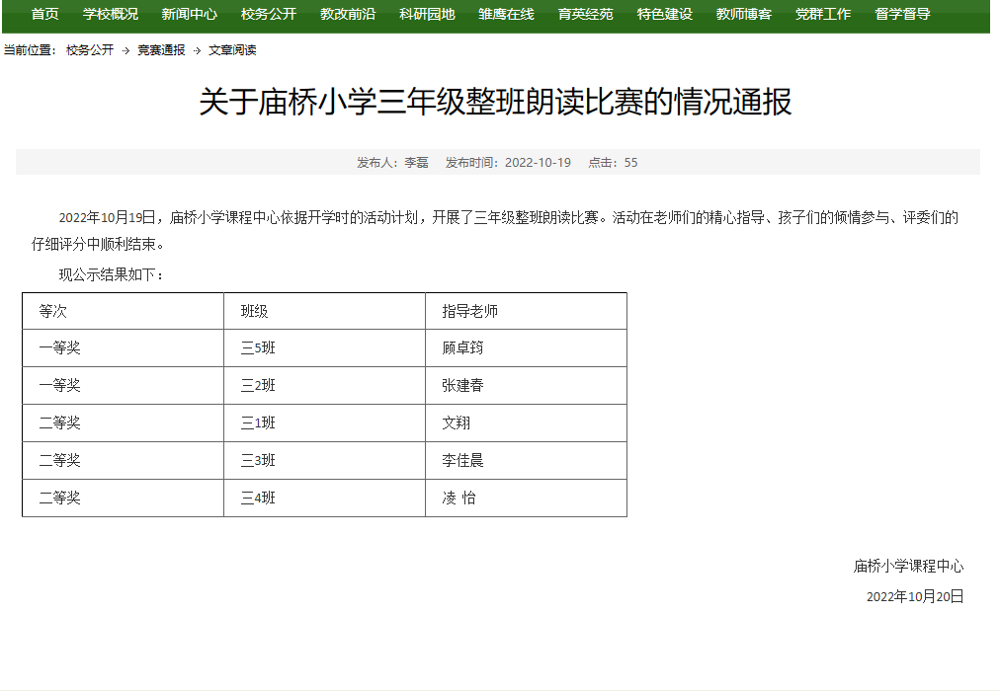 首页 学校概况 新闻中心 校务公开 教改前沿 科研园地 雏鹰在线 育英经苑 特色建设 教师博客 党群工作 督学督导
当前位置： 校务公开 → 竞赛通报 → 文章阅读
关于庙桥小学三年级整班朗读比赛的情况通报
发布人：李磊 发布时间：2022-10-19 点击：55
2022年10月19日，庙桥小学课程中心依据开学时的活动计划，开展了三年级整班朗读比赛。活动在老师们的精心指导、孩子们的倾情参与、评委们的
仔细评分中顺利结束。
现公示结果如下：
等次 班级 指导老师
一等奖 三5班 顾卓筠
一等奖 三2班 张建春
二等奖 三1班 文翔
二等奖 三3班 李佳晨
二等奖 三4班 凌 怡
庙桥小学课程中心
2022年10月20日